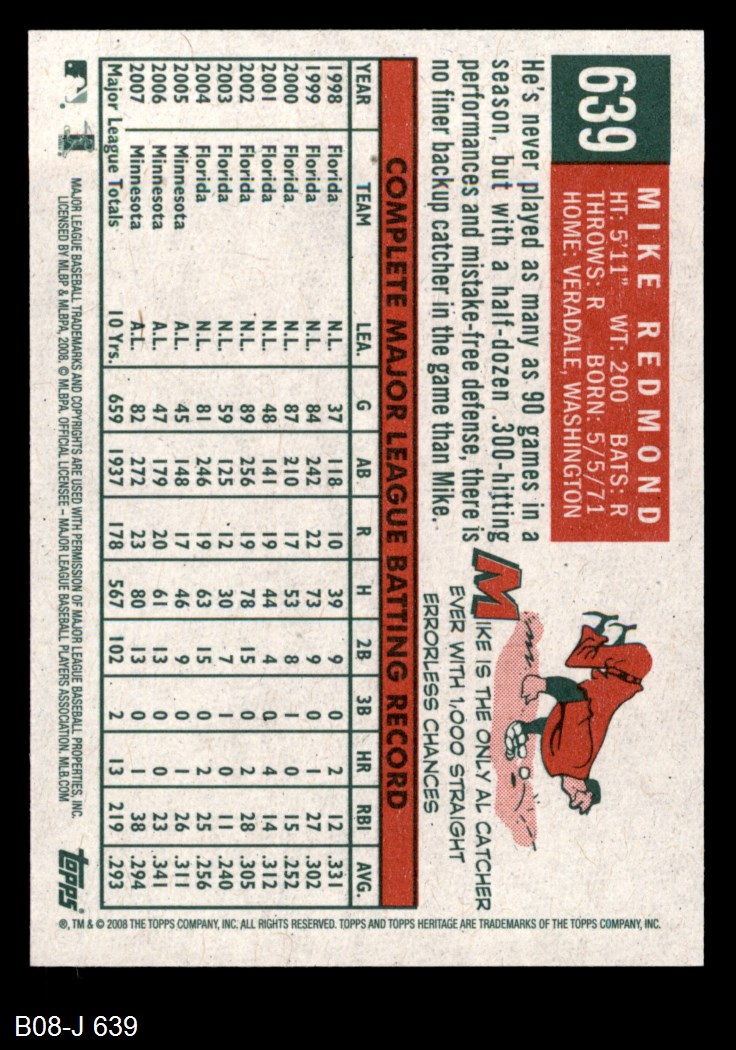 639
MIKE REDMOND
HT: 5'11" WT: 200 BATS: R
THROWS: R BORN: 5/5/71
HOME: VERADALE, WASHINGTON
He's never played as many as 90 games in a
season, but with a half-dozen .300-hitting
performances and mistake-free defense, there is
no finer backup catcher in the game than Mike.
MIKE IS THE ONLY AL CATCHER
EVER WITH 1,000 STRAIGHT
ERRORLESS CHANCES
COMPLETE MAJOR LEAGUE BATTING RECORD
YEAR TEAM LEA. G AB R H 2B 3B HR RBI AVG.
1998 Florida N.L. 37 118 10 39 9 0 2 12 .331
1999 Florida N.L. 84 242 22 73 9 0 1 27 .302
2000 Florida N.L. 87 210 17 53 8 1 0 15 .252
2001 Florida N.L. 48 141 19 44 4 0 4 14 .312
2002 Florida N.L. 89 256 19 78 15 0 2 28 .305
2003 Florida N.L. 59 125 12 30 7 1 0 11 .240
2004 Florida N.L. 81 246 19 63 15 0 2 25 .256
2005 Minnesota A.L. 45 148 17 46 9 0 1 26 .311
2006 Minnesota A.L. 47 179 20 61 13 0 0 23 .341
2007 Minnesota A.L. 82 272 23 80 13 0 1 38 .294
Major League Totals 10 Yrs. 659 1937 178 567 102 2 13 219 .293
MAJOR LEAGUE BASEBALL TRADEMARKS AND COPYRIGHTS ARE USED WITH PERMISSION OF MAJOR LEAGUE BASEBALL PROPERTIES, INC.
LICENSED BY MLBP & MLBPA, 2008. © MLBPA. OFFICIAL LICENSEE – MAJOR LEAGUE BASEBALL PLAYERS ASSOCIATION. MLB.COM
topps®
®, TM & © 2008 THE TOPPS COMPANY, INC. ALL RIGHTS RESERVED. TOPPS AND TOPPS HERITAGE ARE TRADEMARKS OF THE TOPPS COMPANY, INC.
B08-J 639